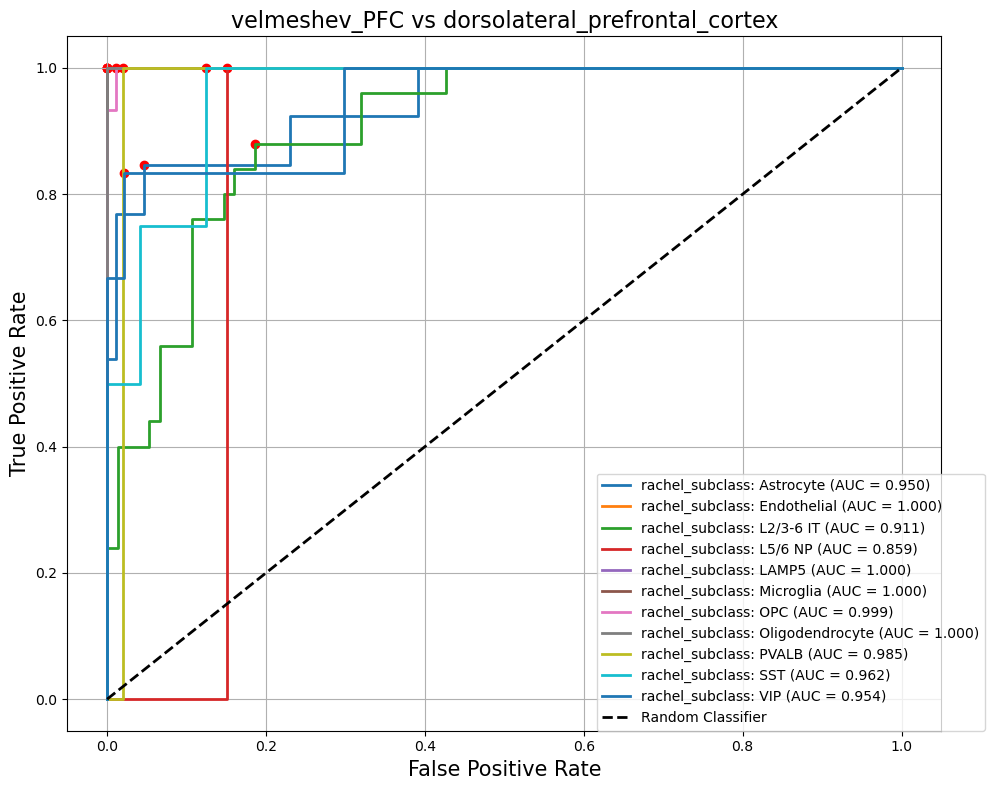 velmeshev_PFC vs dorsolateral_prefrontal_cortex
True Positive Rate
1.0
0.8
0.6
0.4
0.2
0.0
rachel_subclass: Astrocyte (AUC = 0.950)
rachel_subclass: Endothelial (AUC = 1.000)
rachel_subclass: L2/3-6 IT (AUC = 0.911)
rachel_subclass: L5/6 NP (AUC = 0.859)
rachel_subclass: LAMP5 (AUC = 1.000)
rachel_subclass: Microglia (AUC = 1.000)
rachel_subclass: OPC (AUC = 0.999)
rachel_subclass: Oligodendrocyte (AUC = 1.000)
rachel_subclass: PVALB (AUC = 0.985)
rachel_subclass: SST (AUC = 0.962)
rachel_subclass: VIP (AUC = 0.954)
Random Classifier
0.0 0.2 0.4 0.6 0.8 1.0
False Positive Rate